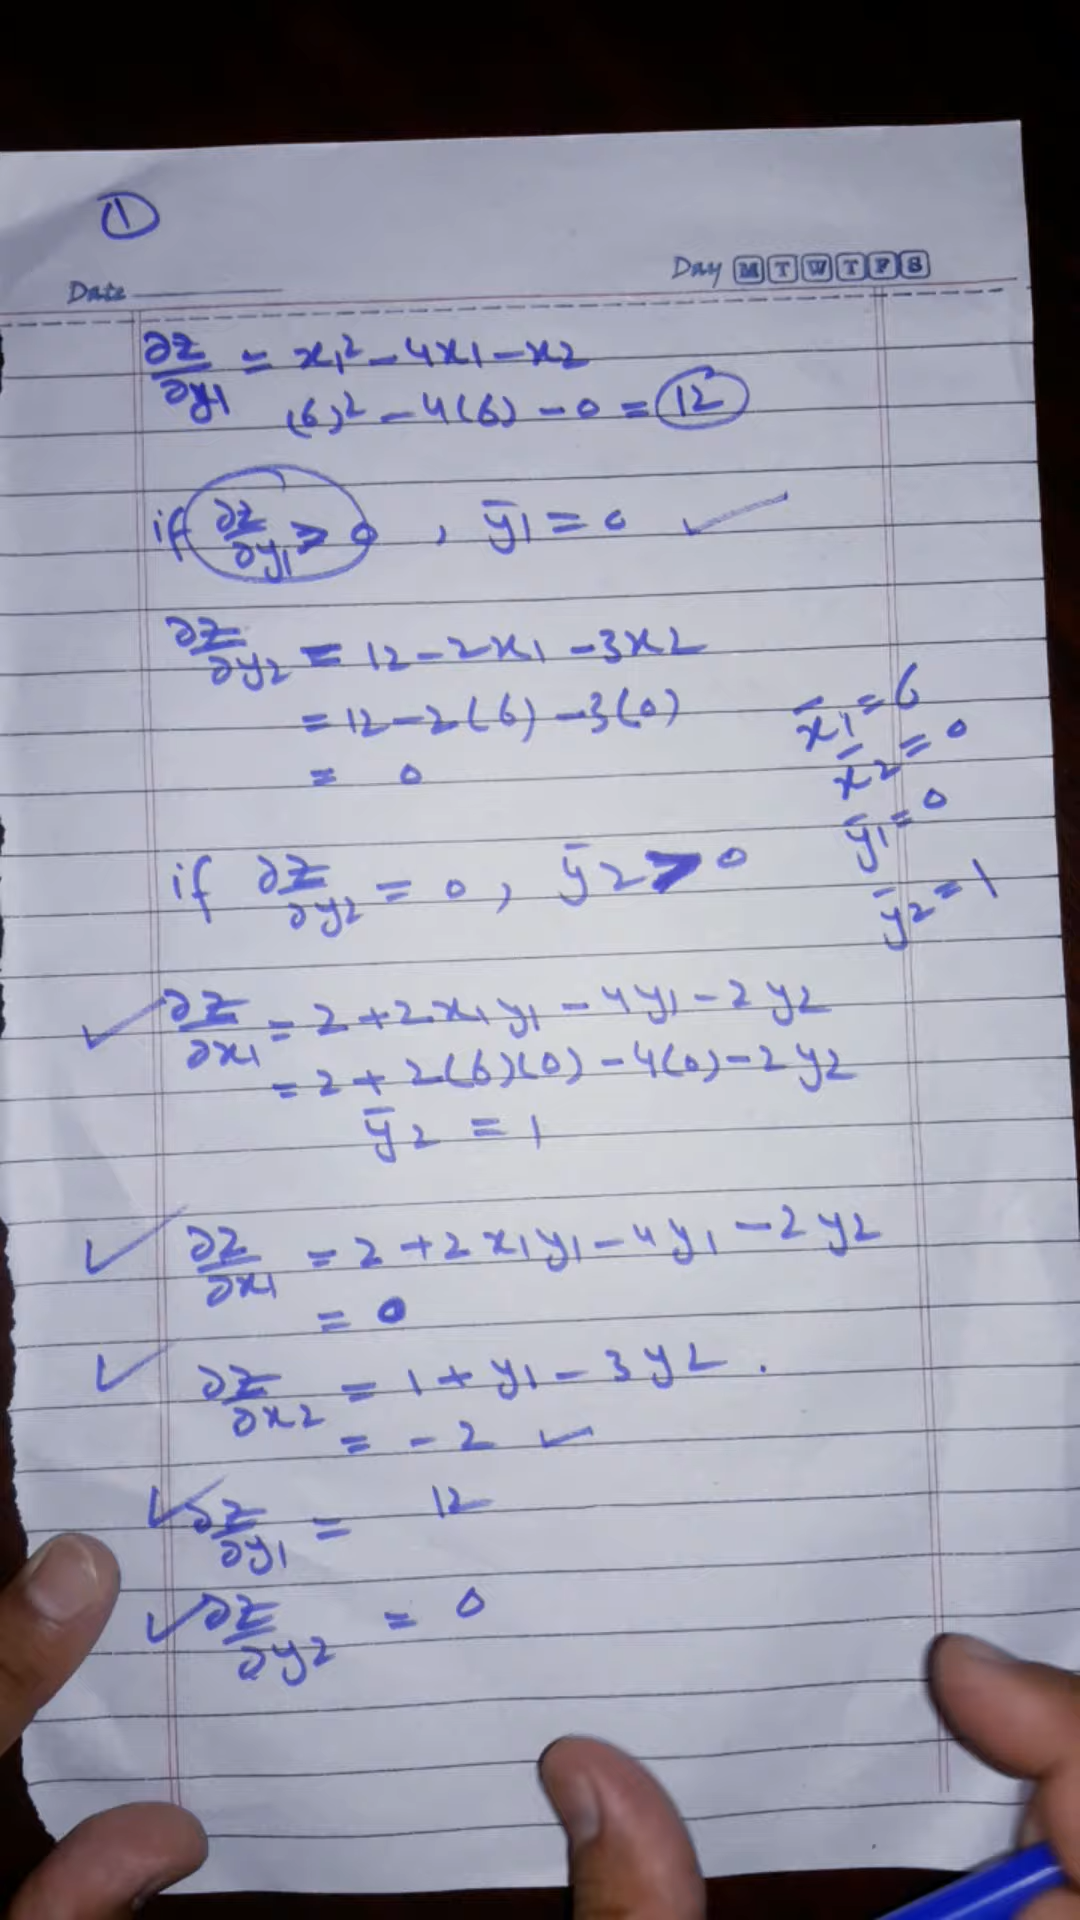 ①
Day M T W T F S
Date
∂z/∂y1 = x1² - 4x1 - x2
(6)² - 4(6) - 0 = 12
if ∂z/∂y1 > 0 , ȳ1 = 0 ✓
∂z/∂y2 = 12 - 2x1 - 3x2
= 12 - 2(6) - 3(0)
= 0
x̄1 = 6
x̄2 = 0
ȳ1 = 0
ȳ2 = 1
if ∂z/∂y2 = 0 , ȳ2 > 0
✓ ∂z/∂x1 = 2 + 2x1y1 - 4y1 - 2y2
= 2 + 2(6)(0) - 4(0) - 2y2
ȳ2 = 1
✓ ∂z/∂x1 = 2 + 2x1y1 - 4y1 - 2y2
= 0
✓ ∂z/∂x2 = 1 + y1 - 3y2 .
= -2 ✓
✓ ∂z/∂y1 = 12
✓ ∂z/∂y2 = 0